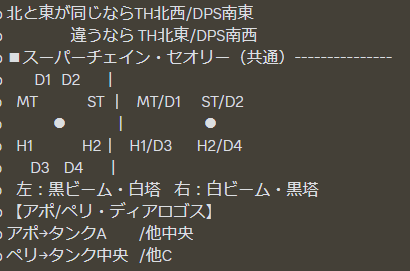 北と東が同じならTH北西/DPS南東
違うなら TH北東/DPS南西
■スーパーチェイン・セオリー（共通）---------------
D1 D2 |
MT ST | MT/D1 ST/D2
● | ●
H1 H2 | H1/D3 H2/D4
D3 D4 |
左：黒ビーム・白塔 右：白ビーム・黒塔
【アポ/ペリ・ディアロゴス】
アポ→タンクA /他中央
ペリ→タンク中央 /他C